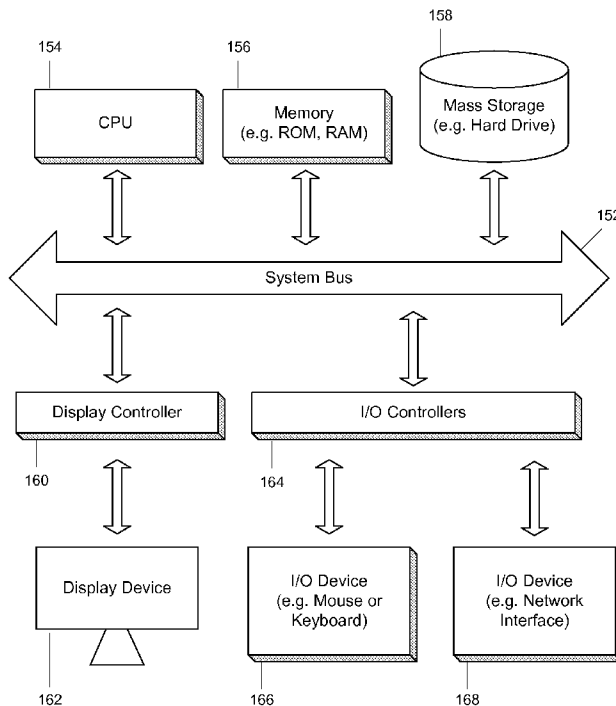 154
156
158
CPU
Memory
(e.g. ROM, RAM)
Mass Storage
(e.g. Hard Drive)
152
System Bus
Display Controller
I/O Controllers
160
164
Display Device
I/O Device
(e.g. Mouse or
Keyboard)
I/O Device
(e.g. Network
Interface)
162
166
168